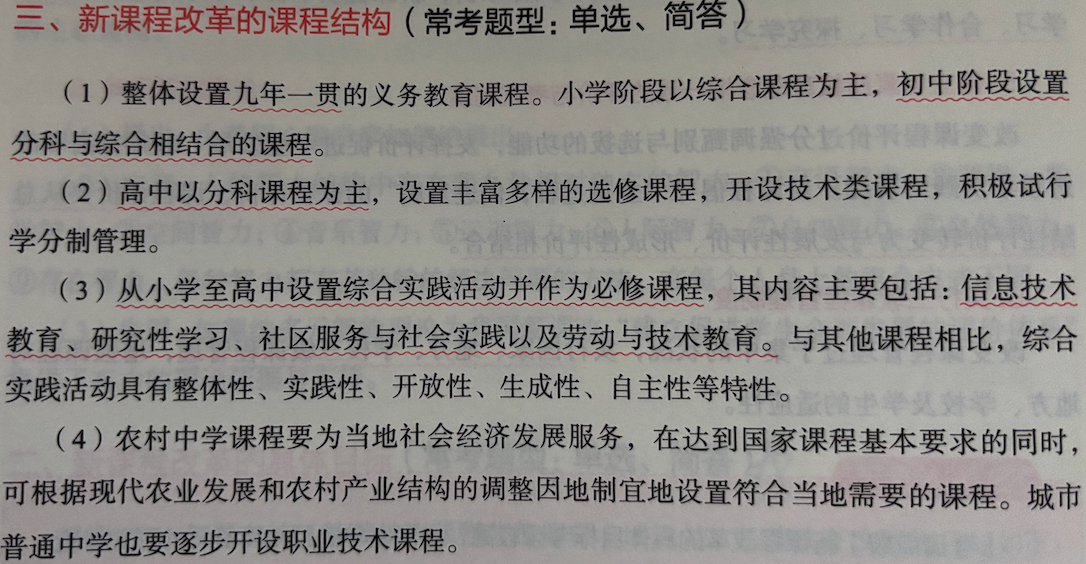 三、新课程改革的课程结构（常考题型：单选、简答）
（1）整体设置九年一贯的义务教育课程。小学阶段以综合课程为主，初中阶段设置
分科与综合相结合的课程。
（2）高中以分科课程为主，设置丰富多样的选修课程，开设技术类课程，积极试行
学分制管理。
（3）从小学至高中设置综合实践活动并作为必修课程，其内容主要包括：信息技术
教育、研究性学习、社区服务与社会实践以及劳动与技术教育。与其他课程相比，综合
实践活动具有整体性、实践性、开放性、生成性、自主性等特性。
（4）农村中学课程要为当地社会经济发展服务，在达到国家课程基本要求的同时，
可根据现代农业发展和农村产业结构的调整因地制宜地设置符合当地需要的课程。城市
普通中学也要逐步开设职业技术课程。